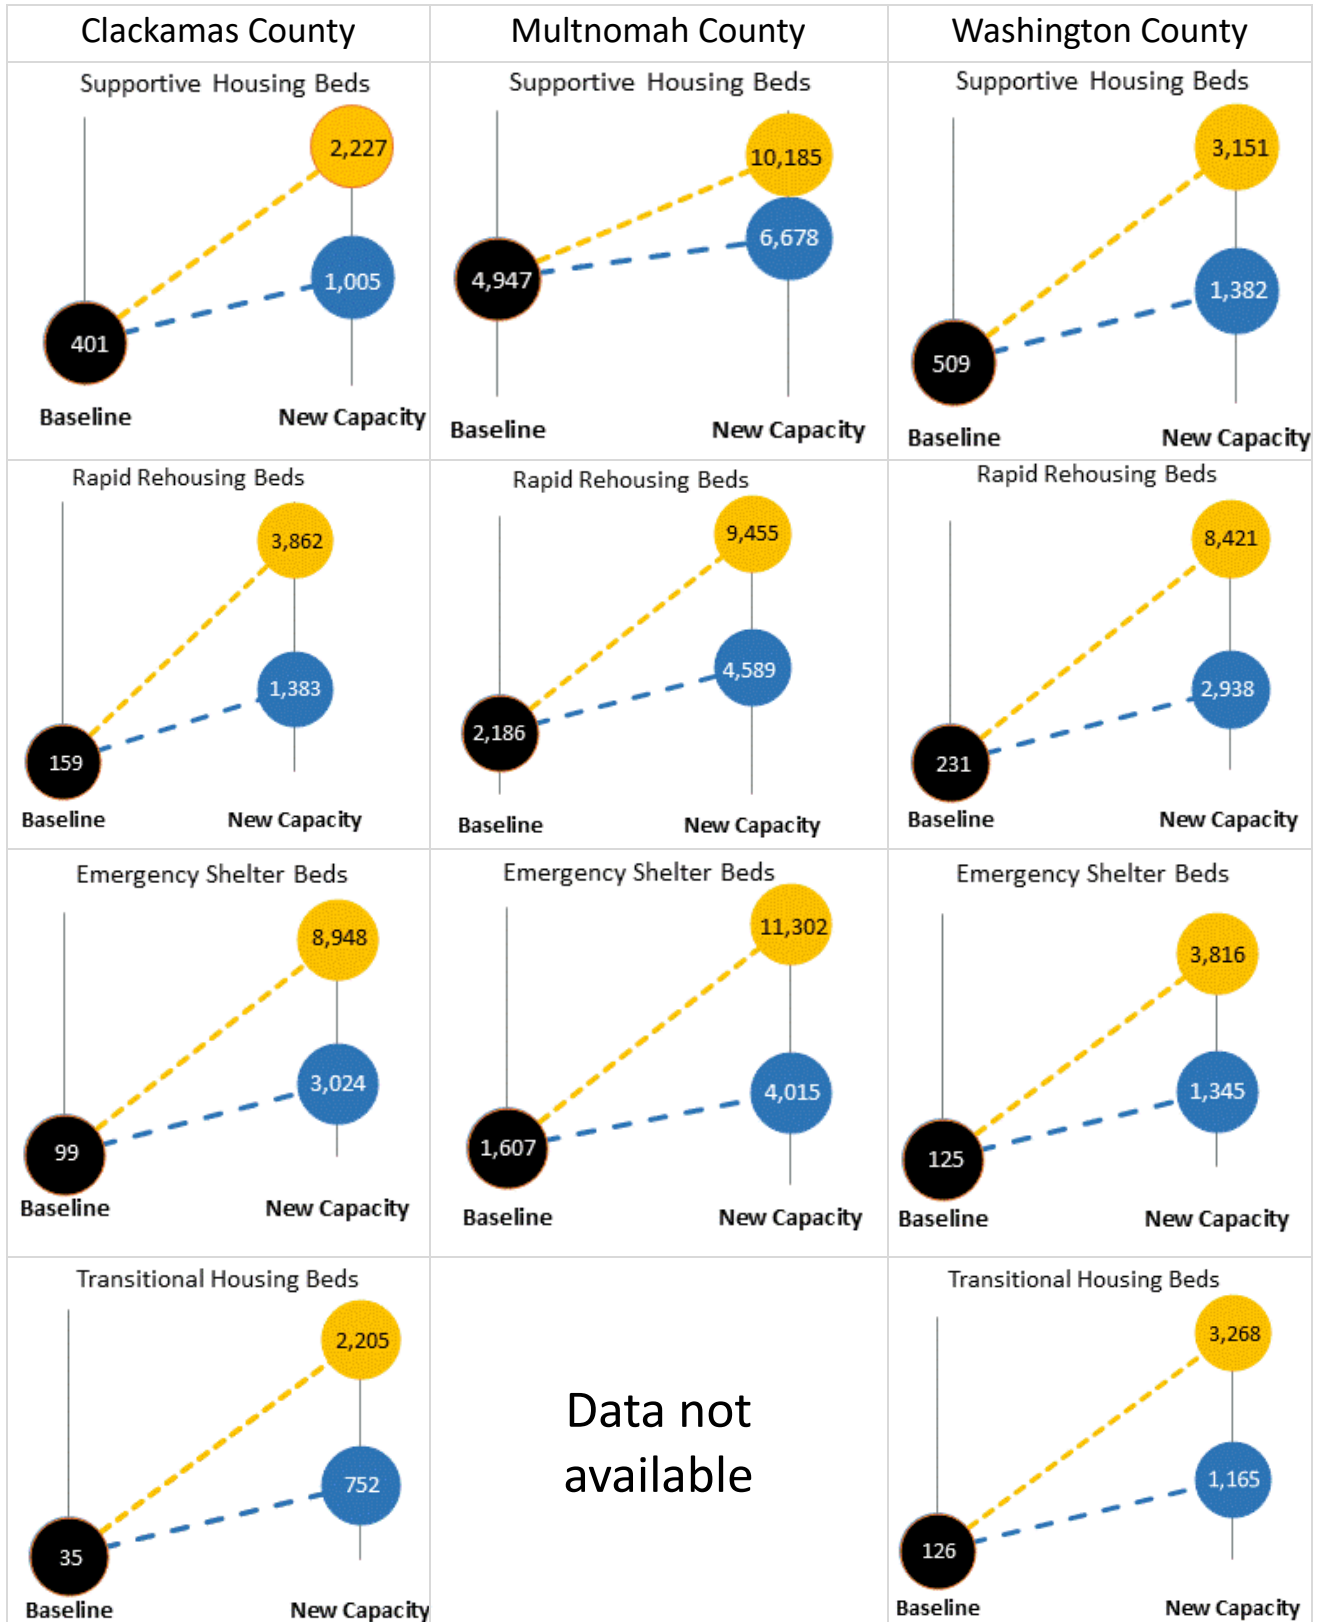 Clackamas County
Multnomah County
Washington County
Supportive Housing Beds
2,227
1,005
401
Baseline
New Capacity
Supportive Housing Beds
10,185
6,678
4,947
Baseline
New Capacity
Supportive Housing Beds
3,151
1,382
509
Baseline
New Capacity
Rapid Rehousing Beds
3,862
1,383
159
Baseline
New Capacity
Rapid Rehousing Beds
9,455
4,589
2,186
Baseline
New Capacity
Rapid Rehousing Beds
8,421
2,938
231
Baseline
New Capacity
Emergency Shelter Beds
8,948
3,024
99
Baseline
New Capacity
Emergency Shelter Beds
11,302
4,015
1,607
Baseline
New Capacity
Emergency Shelter Beds
3,816
1,345
125
Baseline
New Capacity
Transitional Housing Beds
2,205
752
35
Baseline
New Capacity
Data not
available
Transitional Housing Beds
3,268
1,165
126
Baseline
New Capacity